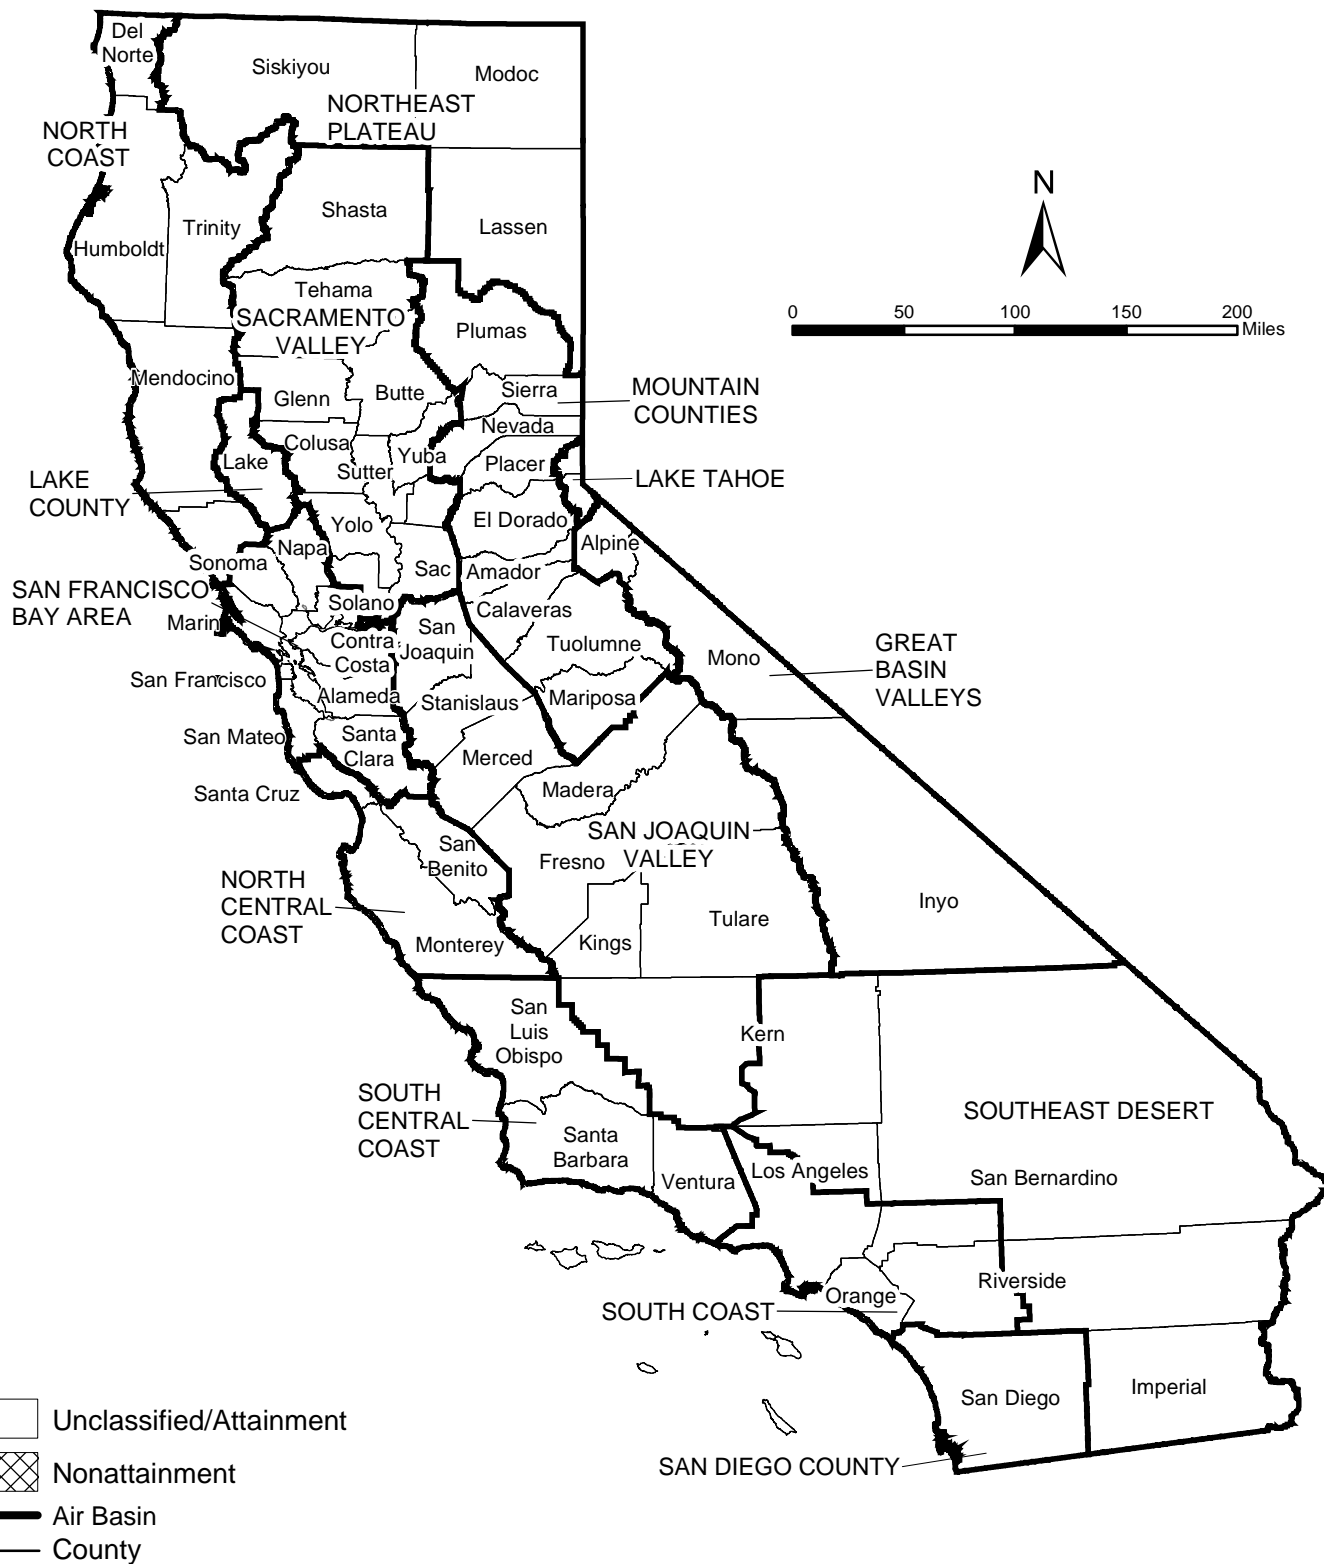 Del
Norte
Siskiyou
Modoc
NORTHEAST
PLATEAU
NORTH
COAST
Shasta
Lassen
Trinity
Humboldt
N
Tehama
SACRAMENTO
VALLEY
Plumas
0 50 100 150 200
Miles
Mendocino
Glenn
Butte
Sierra
MOUNTAIN
COUNTIES
Nevada
Colusa
Yuba
Placer
Lake
Sutter
LAKE
COUNTY
LAKE TAHOE
Yolo
El Dorado
Napa
Alpine
Sonoma
Sac
Amador
SAN FRANCISCO
BAY AREA
Solano
Calaveras
Marin
San
Joaquin
Contra
Costa
Tuolumne
Mono
GREAT
BASIN
VALLEYS
San Francisco
Alameda
Stanislaus
Mariposa
San Mateo
Santa
Clara
Merced
Santa Cruz
Madera
SAN JOAQUIN
VALLEY
San
Benito
Fresno
NORTH
CENTRAL
COAST
Inyo
Tulare
Monterey
Kings
San
Luis
Obispo
Kern
SOUTH
CENTRAL
COAST
SOUTHEAST DESERT
Santa
Barbara
Ventura
Los Angeles
San Bernardino
Riverside
Orange
SOUTH COAST
San Diego
Imperial
SAN DIEGO COUNTY
Unclassified/Attainment
Nonattainment
Air Basin
County